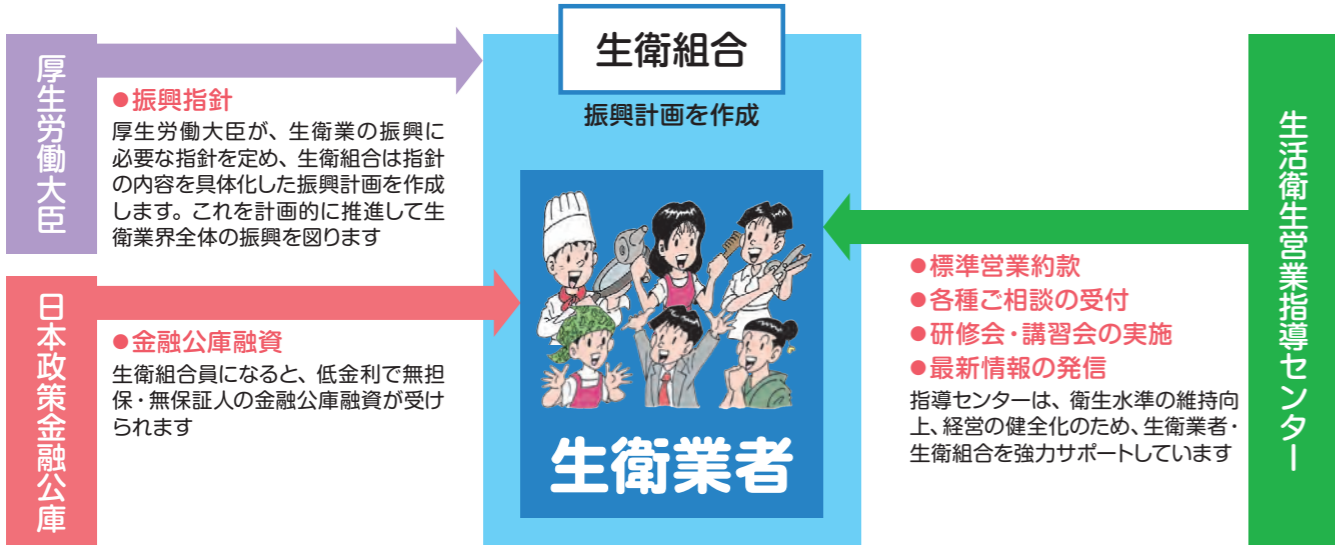 厚生労働大臣
●振興指針
厚生労働大臣が、生衛業の振興に
必要な指針を定め、生衛組合は指針
の内容を具体化した振興計画を作成
します。これを計画的に推進して生
衛業界全体の振興を図ります
日本政策金融公庫
●金融公庫融資
生衛組合員になると、低金利で無担
保・無保証人の金融公庫融資が受け
られます
生衛組合
振興計画を作成
生衛業者
●標準営業約款
●各種ご相談の受付
●研修会・講習会の実施
●最新情報の発信
指導センターは、衛生水準の維持向
上、経営の健全化のため、生衛業者・
生衛組合を強力サポートしています
生活衛生営業指導センター